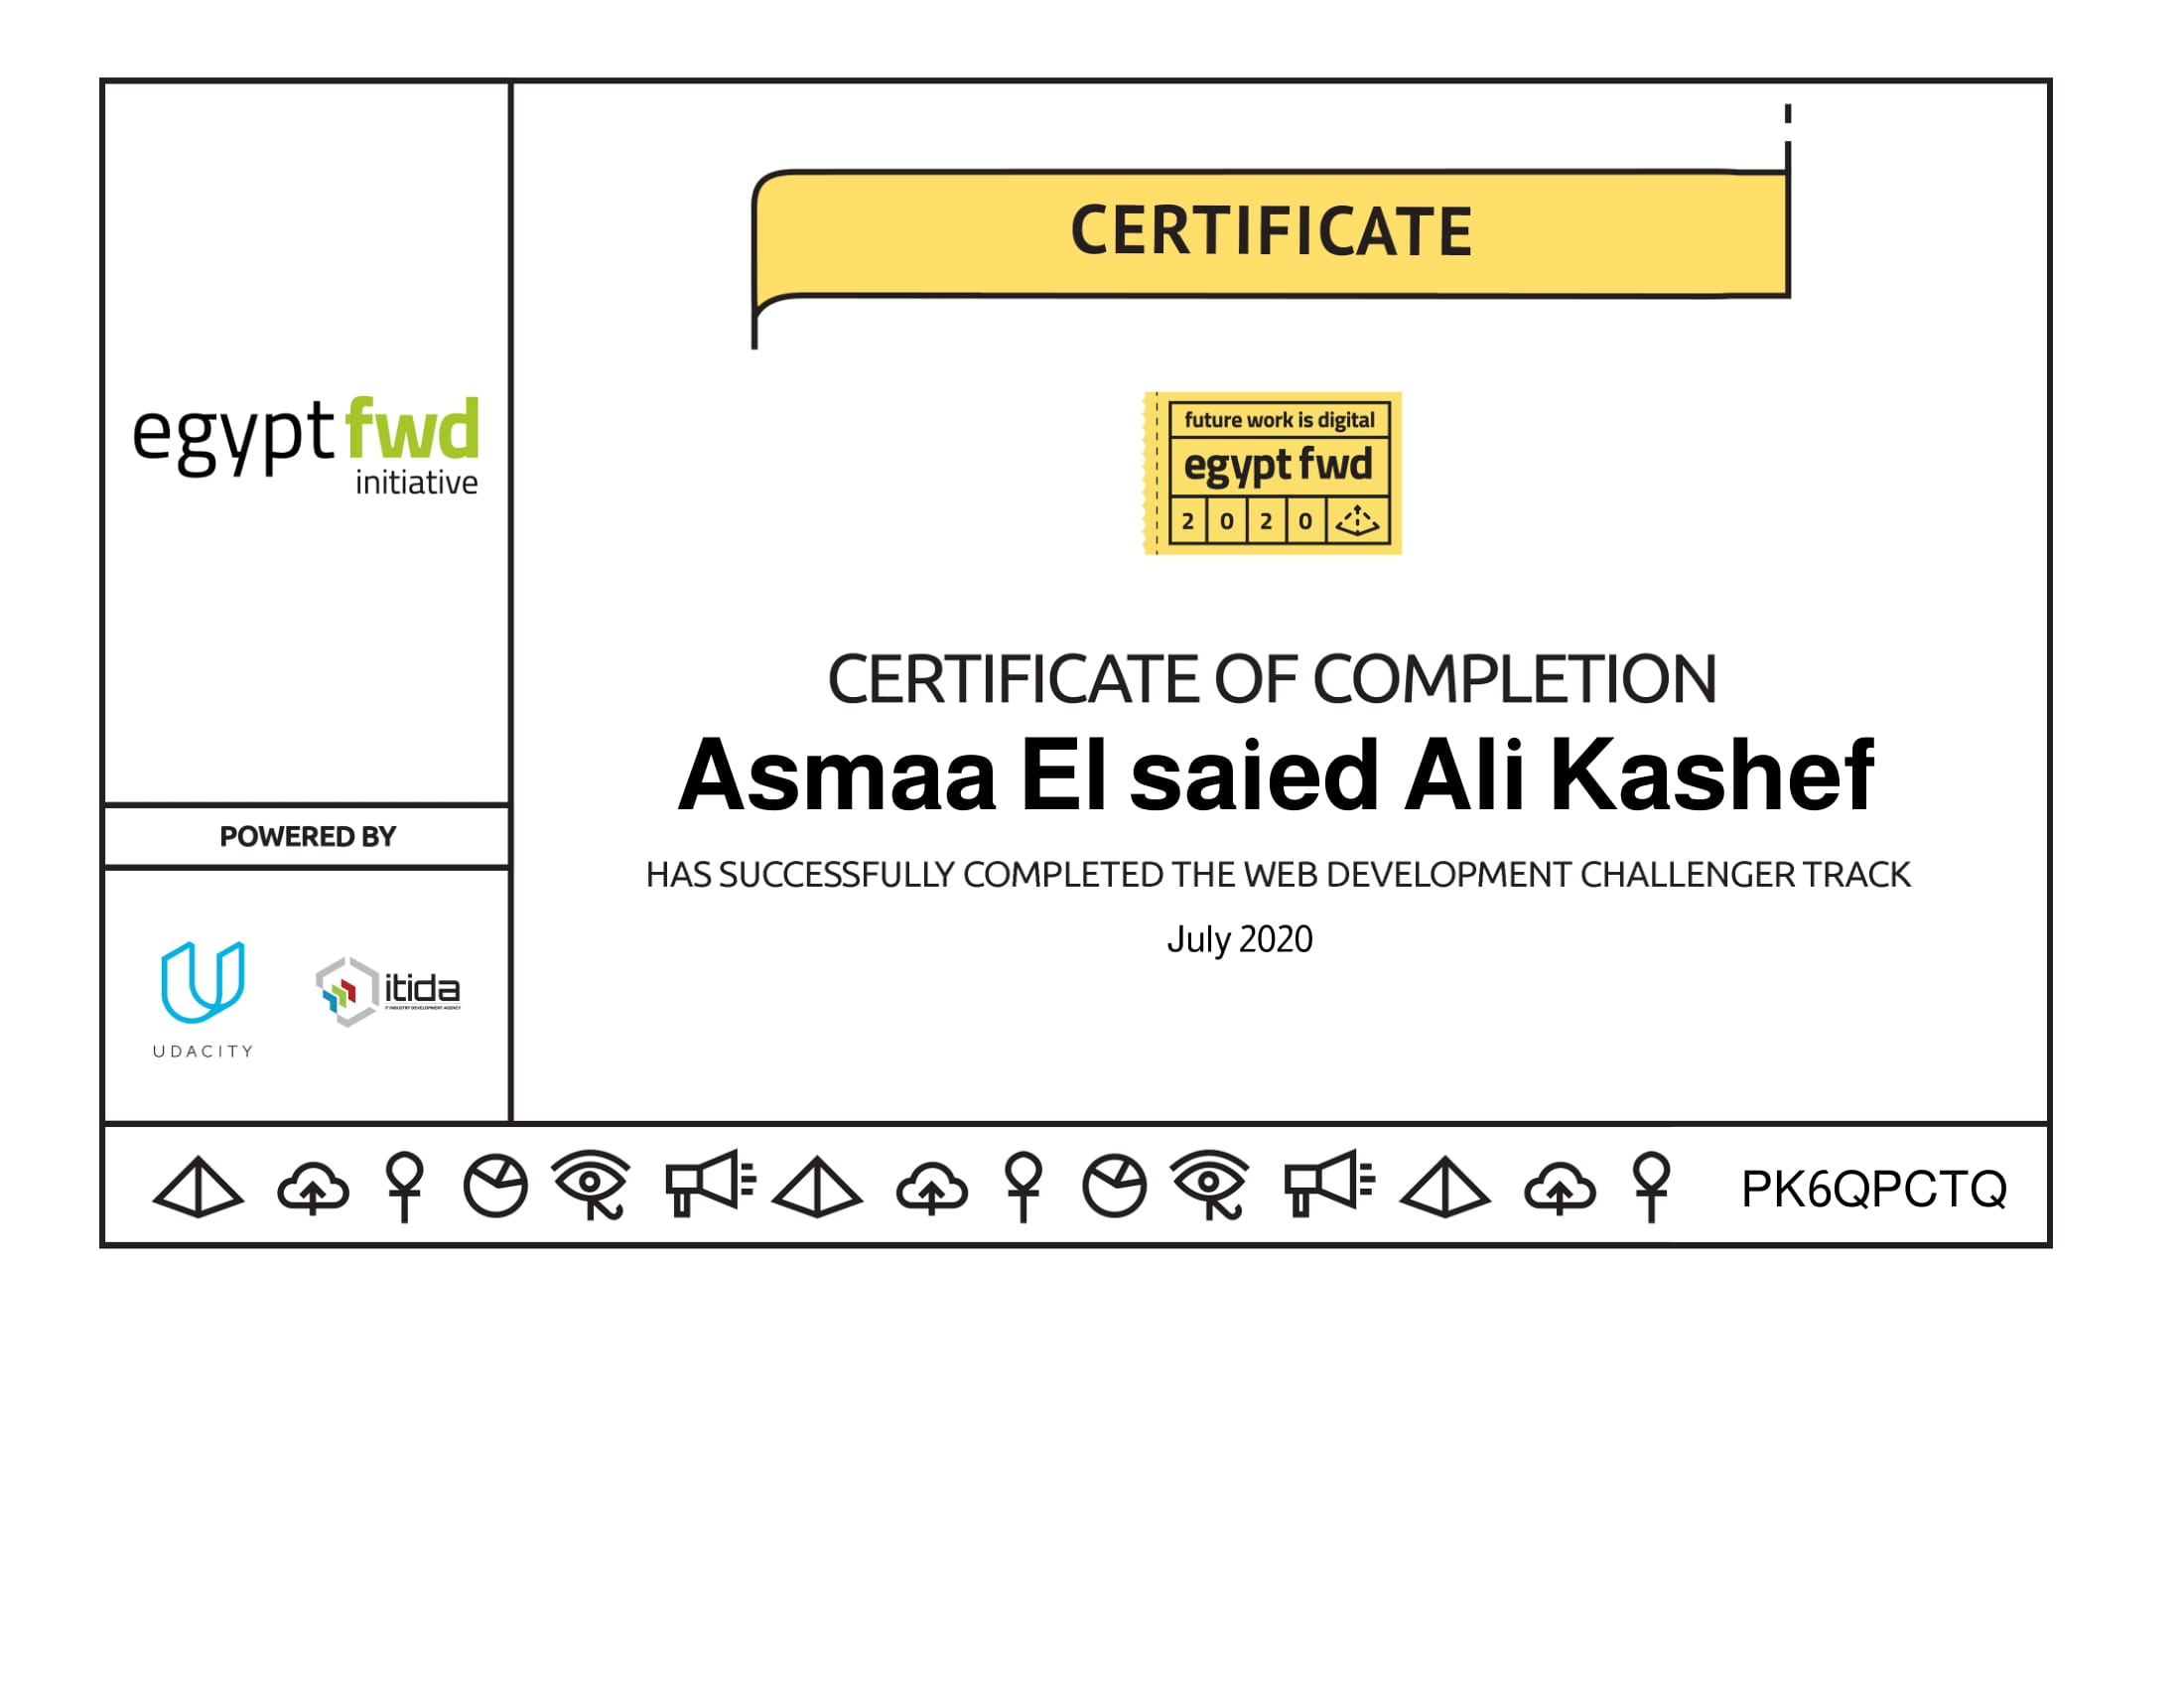 egypt fwd
initiative
POWERED BY
UDACITY
itida
IT INDUSTRY DEVELOPMENT AGENCY
CERTIFICATE
future work is digital
egypt fwd
2 0 2 0
CERTIFICATE OF COMPLETION
Asmaa El saied Ali Kashef
HAS SUCCESSFULLY COMPLETED THE WEB DEVELOPMENT CHALLENGER TRACK
July 2020
PK6QPCTQ